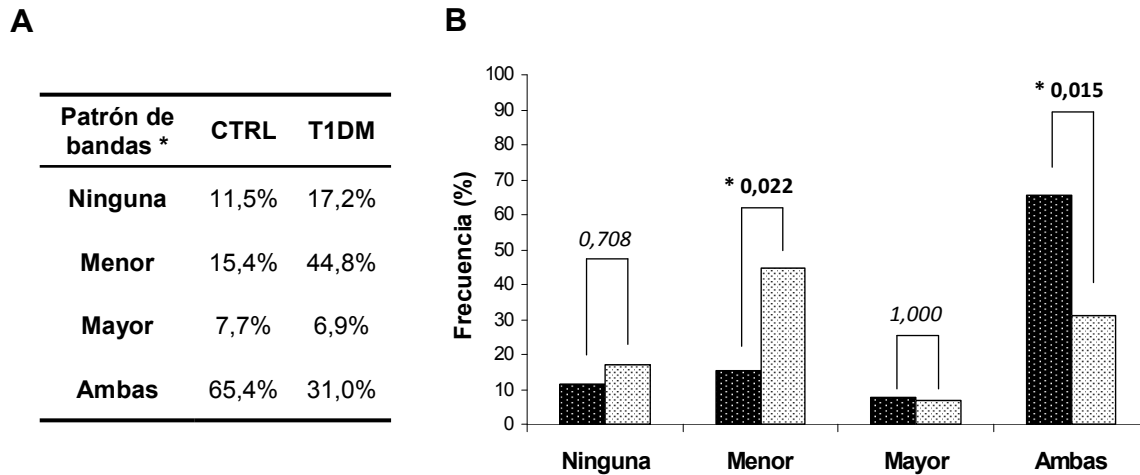 A
Patrón de
bandas *
CTRL T1DM
Ninguna 11,5% 17,2%
Menor 15,4% 44,8%
Mayor 7,7% 6,9%
Ambas 65,4% 31,0%
B
Frecuencia (%)
100
90
80
70
60
50
40
30
20
10
0
0,708
* 0,022
1,000
* 0,015
Ninguna Menor Mayor Ambas